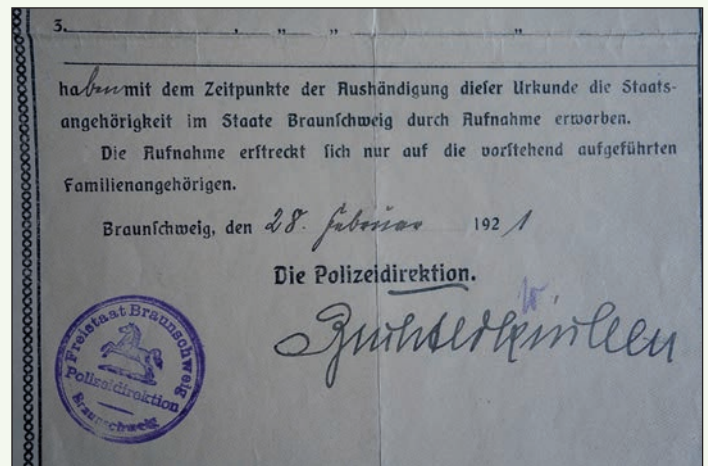 3. , „ „ „
haben mit dem Zeitpunkte der Aushändigung dieſer Urkunde die Staats-
angehörigkeit im Staate Braunſchweig durch Aufnahme erworben.
Die Aufnahme erſtreckt ſich nur auf die vorſtehend aufgeführten
Familienangehörigen.
Braunſchweig, den 28. Februar 1921
Die Polizeidirektion.
Freistaat Braunschweig
Polizeidirektion
Braunschweig